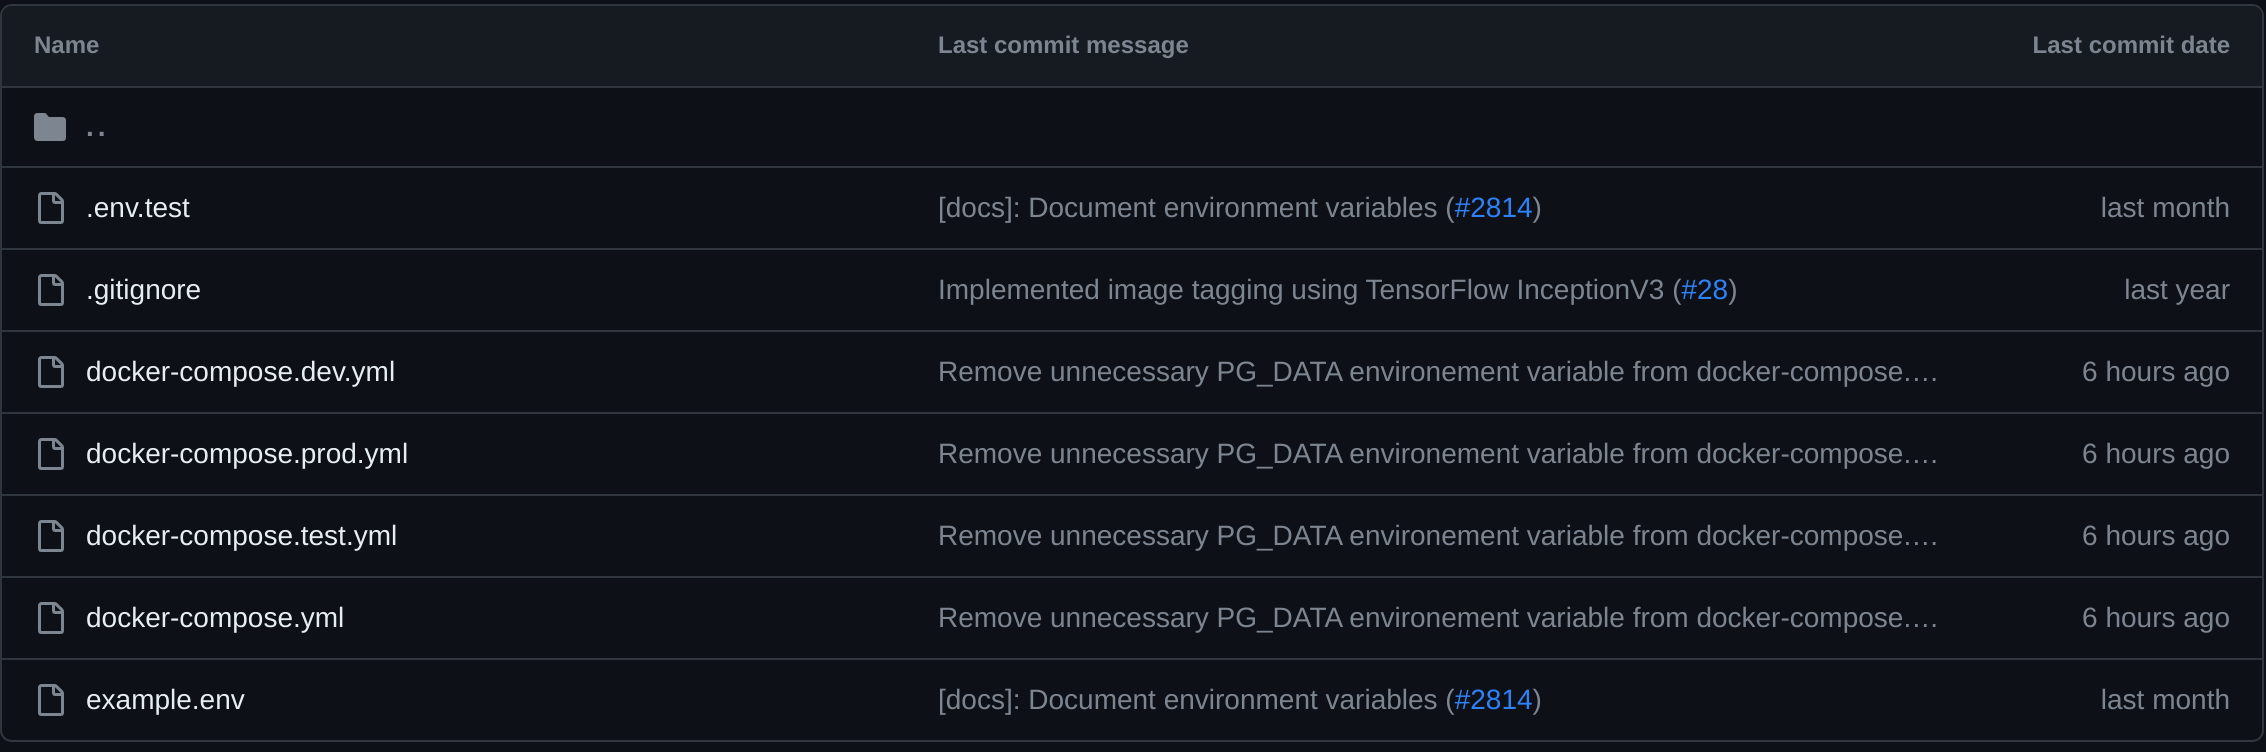 Name Last commit message Last commit date
..
.env.test [docs]: Document environment variables (#2814) last month
.gitignore Implemented image tagging using TensorFlow InceptionV3 (#28) last year
docker-compose.dev.yml Remove unnecessary PG_DATA environement variable from docker-compose.… 6 hours ago
docker-compose.prod.yml Remove unnecessary PG_DATA environement variable from docker-compose.… 6 hours ago
docker-compose.test.yml Remove unnecessary PG_DATA environement variable from docker-compose.… 6 hours ago
docker-compose.yml Remove unnecessary PG_DATA environement variable from docker-compose.… 6 hours ago
example.env [docs]: Document environment variables (#2814) last month